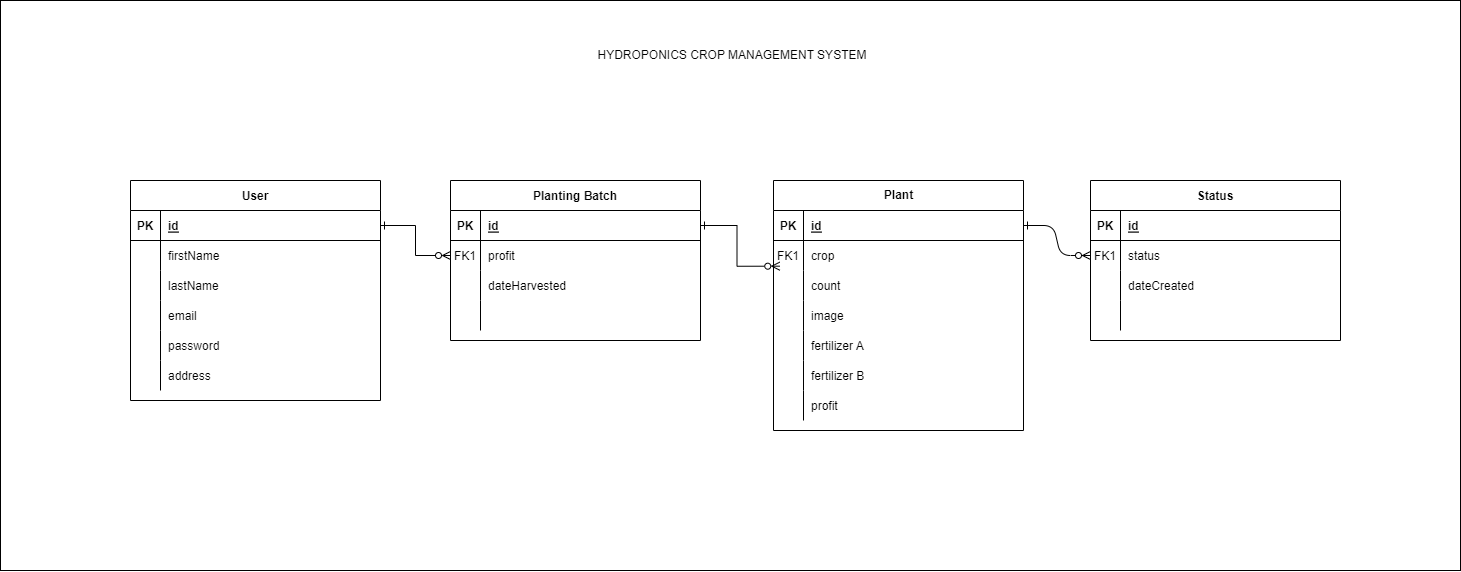 HYDROPONICS CROP MANAGEMENT SYSTEM
User
PK id
firstName
lastName
email
password
address
Planting Batch
PK id
FK1 profit
dateHarvested
Plant
PK id
FK1 crop
count
image
fertilizer A
fertilizer B
profit
Status
PK id
FK1 status
dateCreated